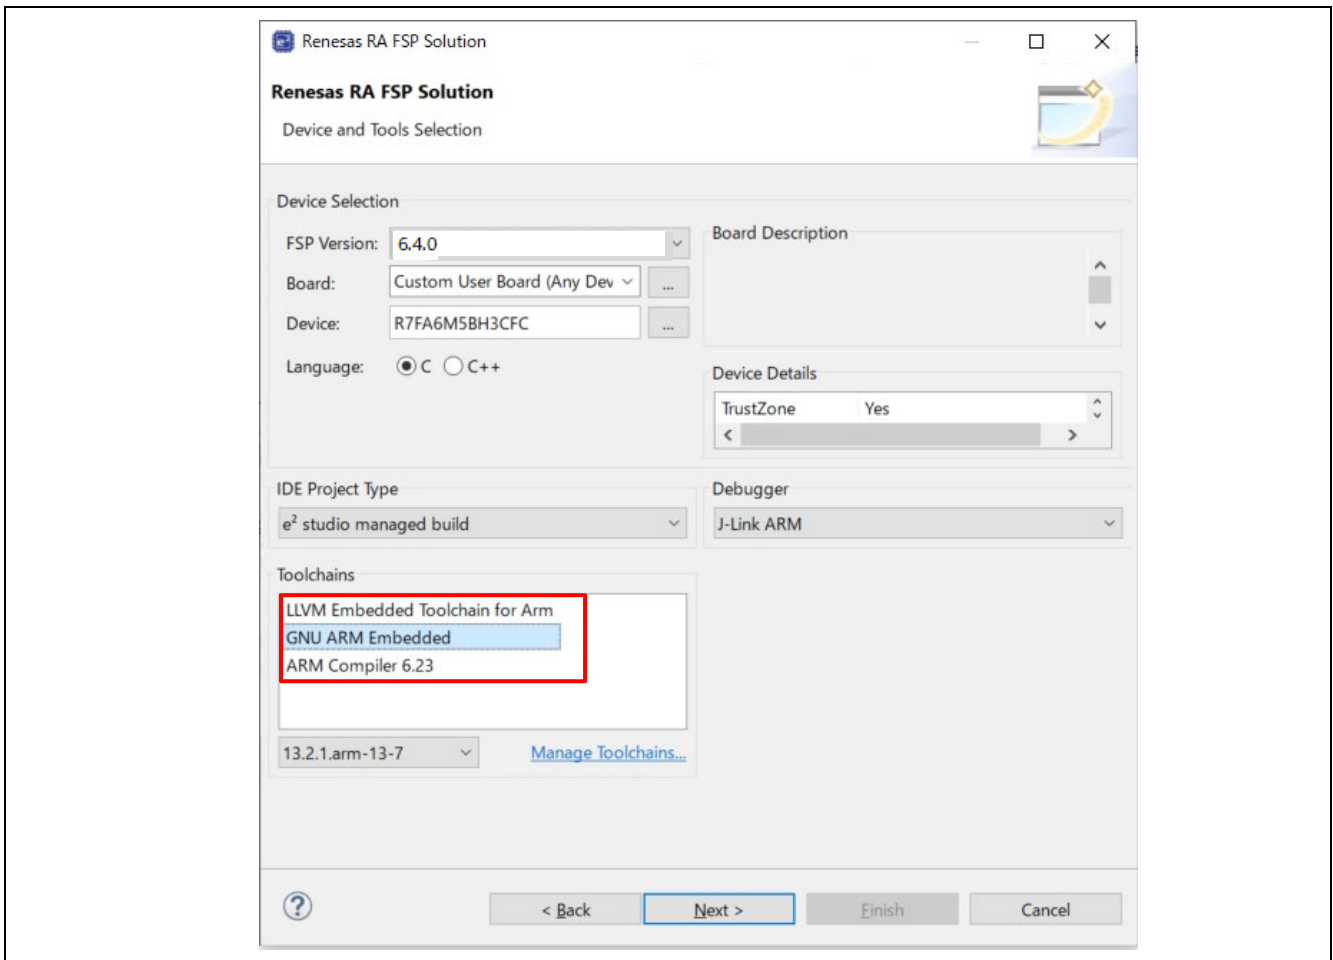 Renesas RA FSP Solution
Renesas RA FSP Solution
Device and Tools Selection
Device Selection
FSP Version: 6.4.0
Board: Custom User Board (Any Dev ...
Device: R7FA6M5BH3CFC ...
Language: C C++
Board Description
Device Details
TrustZone Yes
IDE Project Type
e² studio managed build
Debugger
J-Link ARM
Toolchains
LLVM Embedded Toolchain for Arm
GNU ARM Embedded
ARM Compiler 6.23
13.2.1.arm-13-7 Manage Toolchains...
? < Back Next > Finish Cancel